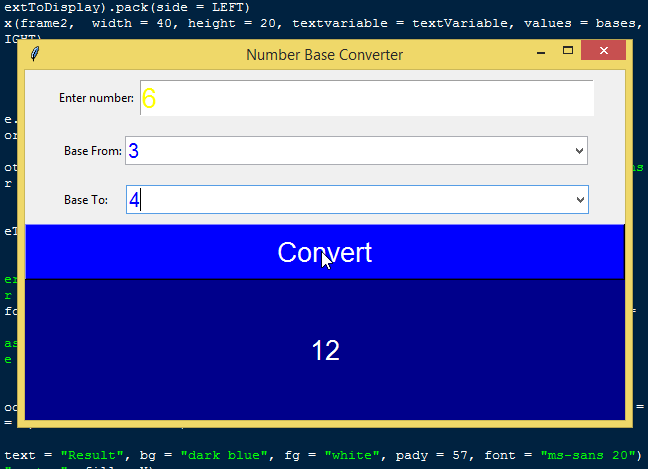 extToDisplay).pack(side = LEFT)
x(frame2, width = 40, height = 20, textvariable = textVariable, values = bases,
IGHT)
Number Base Converter
Enter number: 6
e.
or
Base From: 3
ot
ns
r
Base To: 4
eT
Convert
er
r
fo
=
12
as
e
oc
=
=
text = "Result", bg = "dark blue", fg = "white", pady = 57, font = "ms-sans 20")